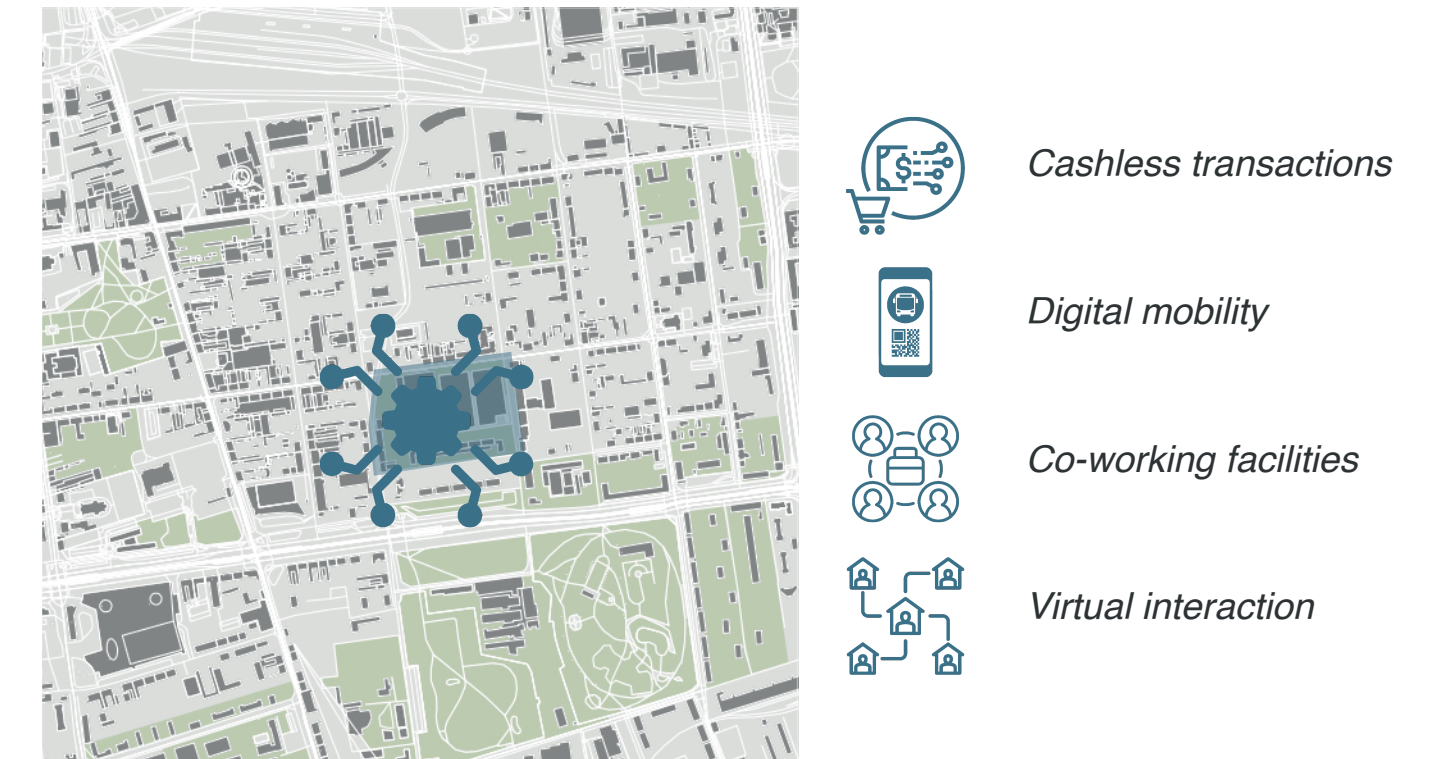 Cashless transactions
Digital mobility
Co-working facilities
Virtual interaction